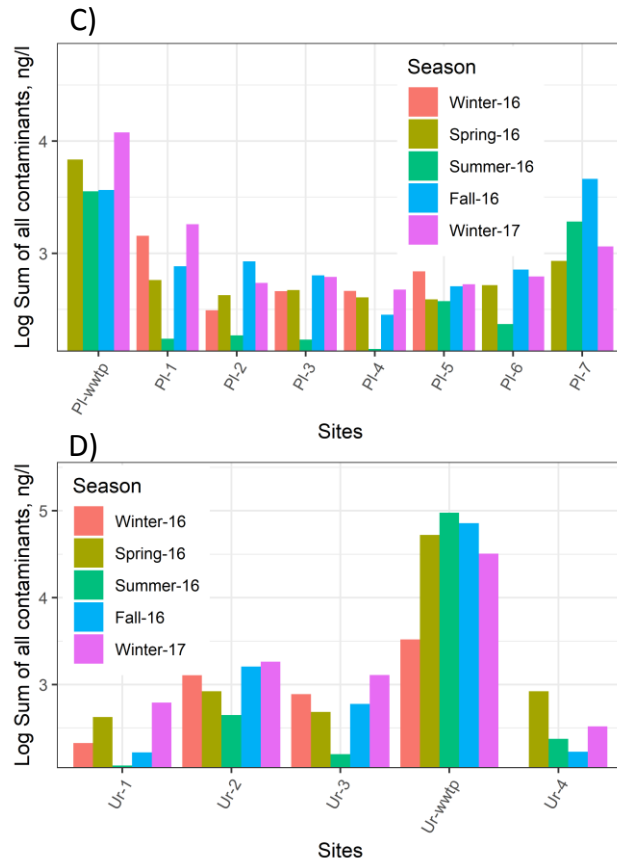 C)
Log Sum of all contaminants, ng/l
4
3
Season
Winter-16
Spring-16
Summer-16
Fall-16
Winter-17
Pl-wwtp
Pl-1
Pl-2
Pl-3
Pl-4
Pl-5
Pl-6
Pl-7
Sites
D)
Log Sum of all contaminants, ng/l
5
4
3
Season
Winter-16
Spring-16
Summer-16
Fall-16
Winter-17
Ur-1
Ur-2
Ur-3
Ur-wwtp
Ur-4
Sites